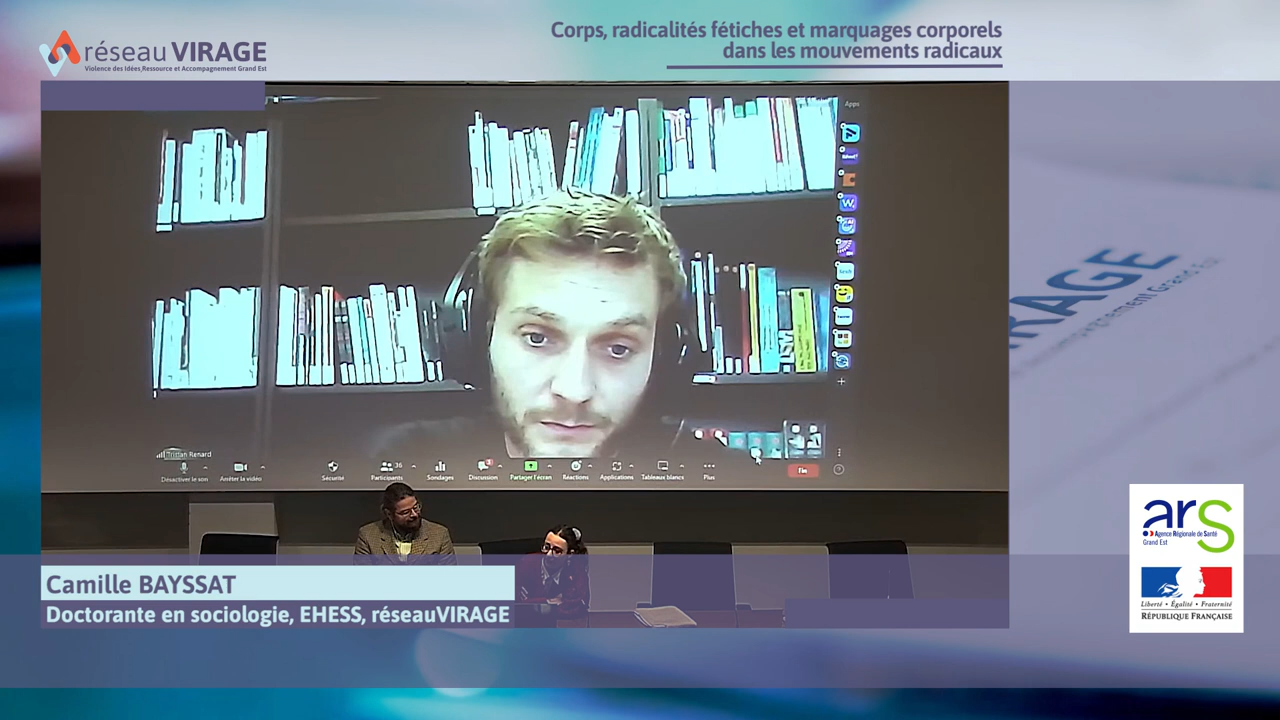 Corps, radicalités fétiches et marquages corporels
dans les mouvements radicaux
réseau VIRAGE
Violence des Idées, Ressource et Accompagnement Grand Est
Apps
Tristan Renard
36
Désactiver le son
Arrêter la vidéo
Sécurité
Participants
Sondages
Discussion
Partager l'écran
Réactions
Applications
Tableaux blancs
Plus
Fin
Camille BAYSSAT
Doctorante en sociologie, EHESS, réseauVIRAGE
IRAGE
ars
Agence Régionale de Santé
Grand Est
Liberté • Égalité • Fraternité
RÉPUBLIQUE FRANÇAISE